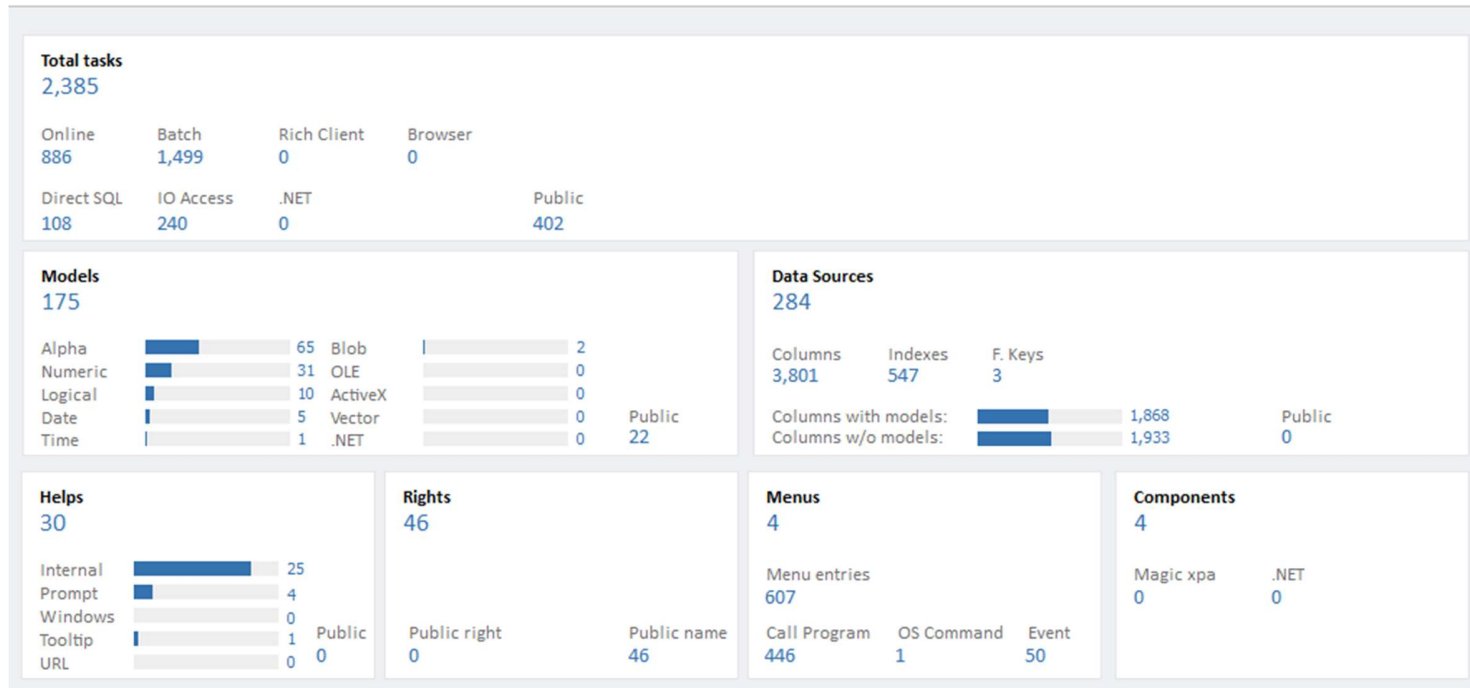 Total tasks
2,385
Online Batch Rich Client Browser
886 1,499 0 0
Direct SQL IO Access .NET Public
108 240 0 402
Models
175
Alpha 65 Blob 2
Numeric 31 OLE 0
Logical 10 ActiveX 0
Date 5 Vector 0 Public
Time 1 .NET 0 22
Data Sources
284
Columns Indexes F. Keys
3,801 547 3
Columns with models: 1,868 Public
Columns w/o models: 1,933 0
Helps
30
Internal 25
Prompt 4
Windows 0
Tooltip 1 Public
URL 0 0
Rights
46
Public right Public name
0 46
Menus
4
Menu entries
607
Call Program OS Command Event
446 1 50
Components
4
Magic xpa .NET
0 0